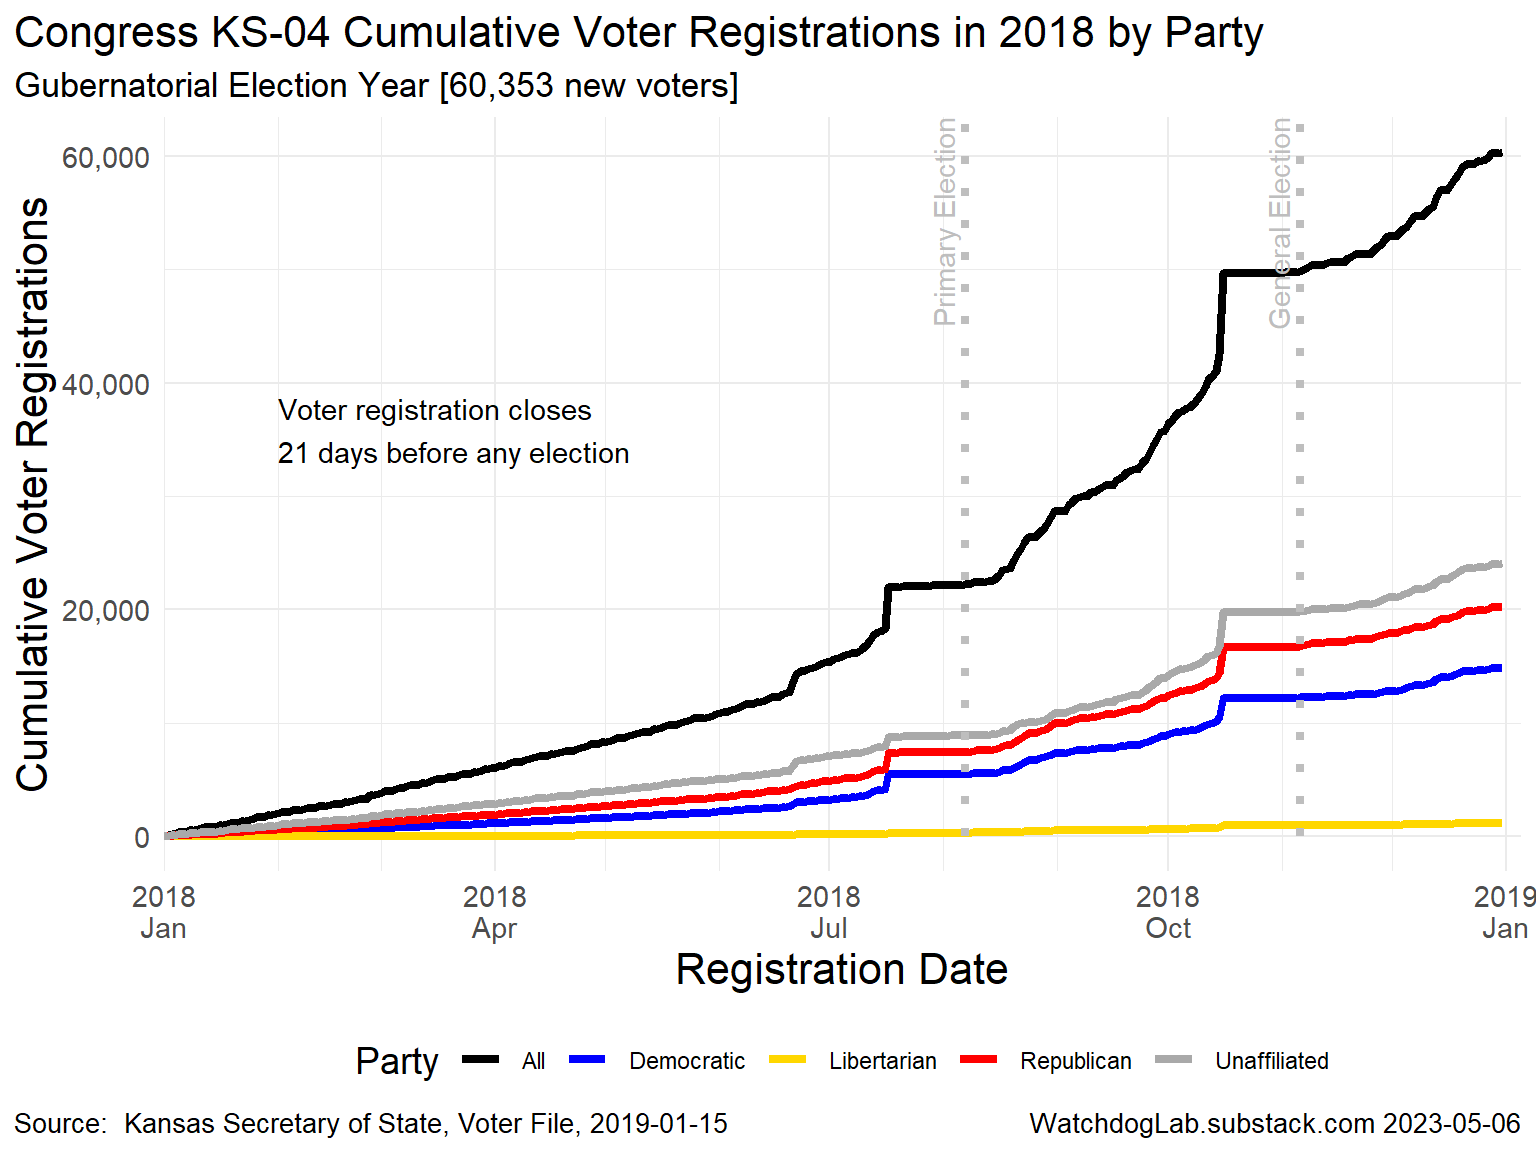 Congress KS-04 Cumulative Voter Registrations in 2018 by Party
Gubernatorial Election Year [60,353 new voters]
Cumulative Voter Registrations
60,000
40,000
20,000
0
Primary Election
General Election
Voter registration closes
21 days before any election
2018
Jan
2018
Apr
2018
Jul
2018
Oct
2019
Jan
Registration Date
Party All Democratic Libertarian Republican Unaffiliated
Source:  Kansas Secretary of State, Voter File, 2019-01-15
WatchdogLab.substack.com 2023-05-06